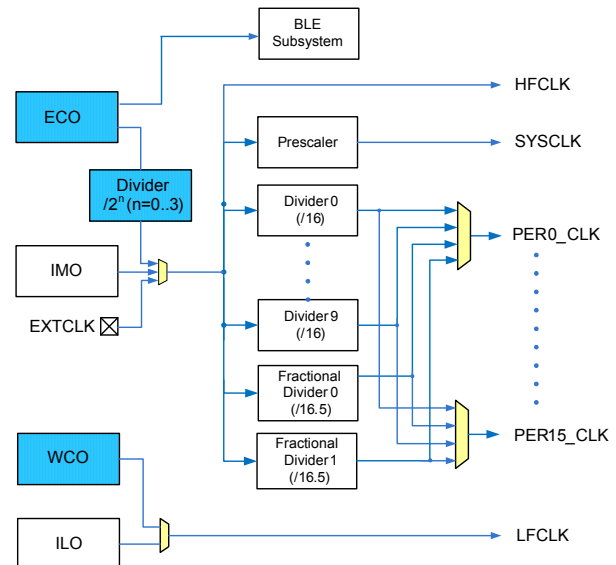 BLE
Subsystem
ECO
HFCLK
Prescaler
SYSCLK
Divider
/2ⁿ (n=0..3)
Divider 0
(/16)
PER0_CLK
IMO
EXTCLK
Divider 9
(/16)
Fractional
Divider 0
(/16.5)
Fractional
Divider 1
(/16.5)
PER15_CLK
WCO
ILO
LFCLK